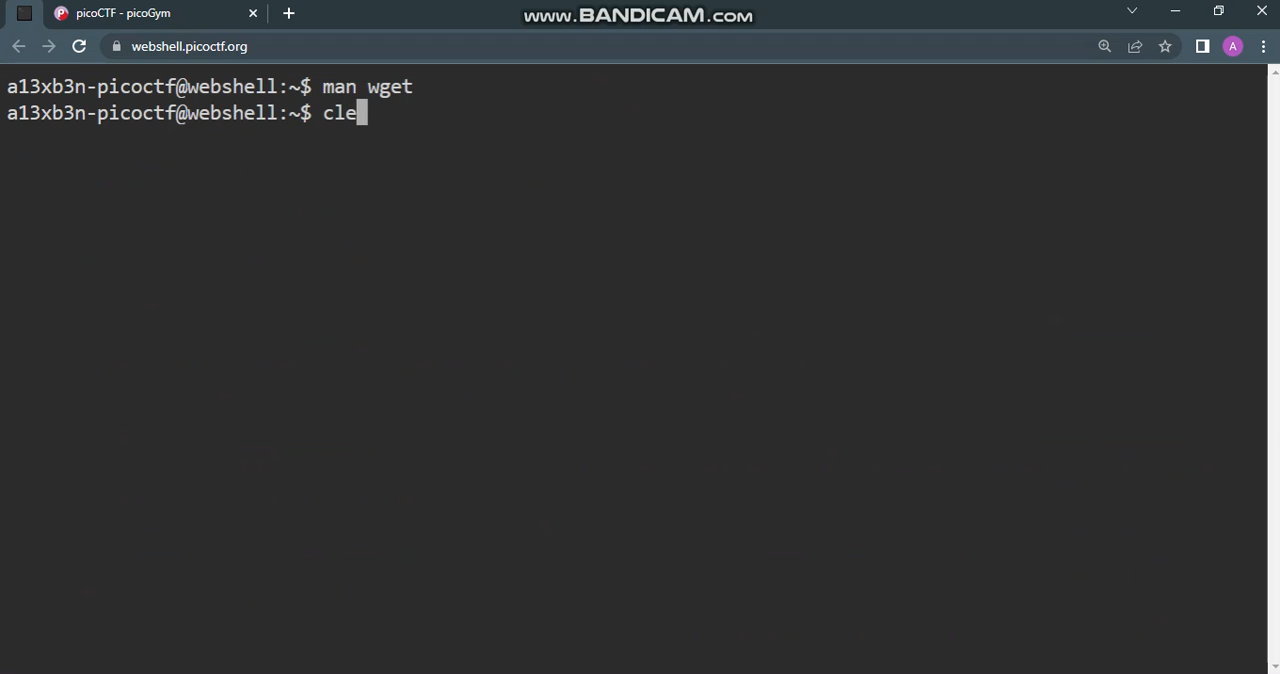 picoCTF - picoGym
www.BANDICAM.com
webshell.picoctf.org
A
a13xb3n-picoctf@webshell:~$ man wget
a13xb3n-picoctf@webshell:~$ cle